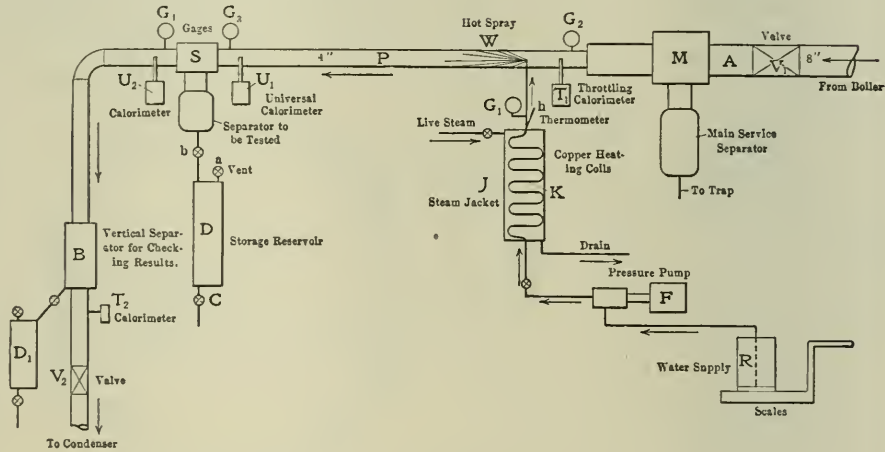 G1
Gages
G3
Hot Spray
W
G2
Valve
S
4"
P
M
A
V1
8"
From Boiler
U2
Calorimeter
U1
Universal
Calorimeter
T1
Throttling
Calorimeter
G1
h
Thermometer
Separator to
be Tested
Live Steam
Main Service
Separator
b
a
Vent
Copper Heat-
ing Coils
J
Steam Jacket
K
To Trap
D
Storage Reservoir
B
Vertical Separ-
ator for Check-
ing Results.
Drain
Pressure Pump
C
F
T2
Calorimeter
D1
V2
Valve
Water Supply
R
Scales
To Condenser